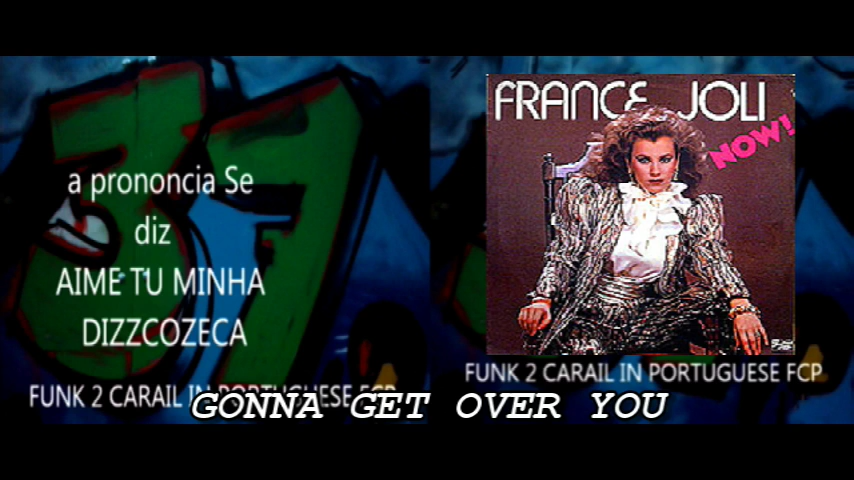 a prononcia Se
diz
AIME TU MINHA
DIZZCOZECA
FUNK 2 CARAIL IN PORTUGUESE FCP
FRANCE JOLI
NOW!
FUNK 2 CARAIL IN PORTUGUESE FCP
GONNA GET OVER YOU
37